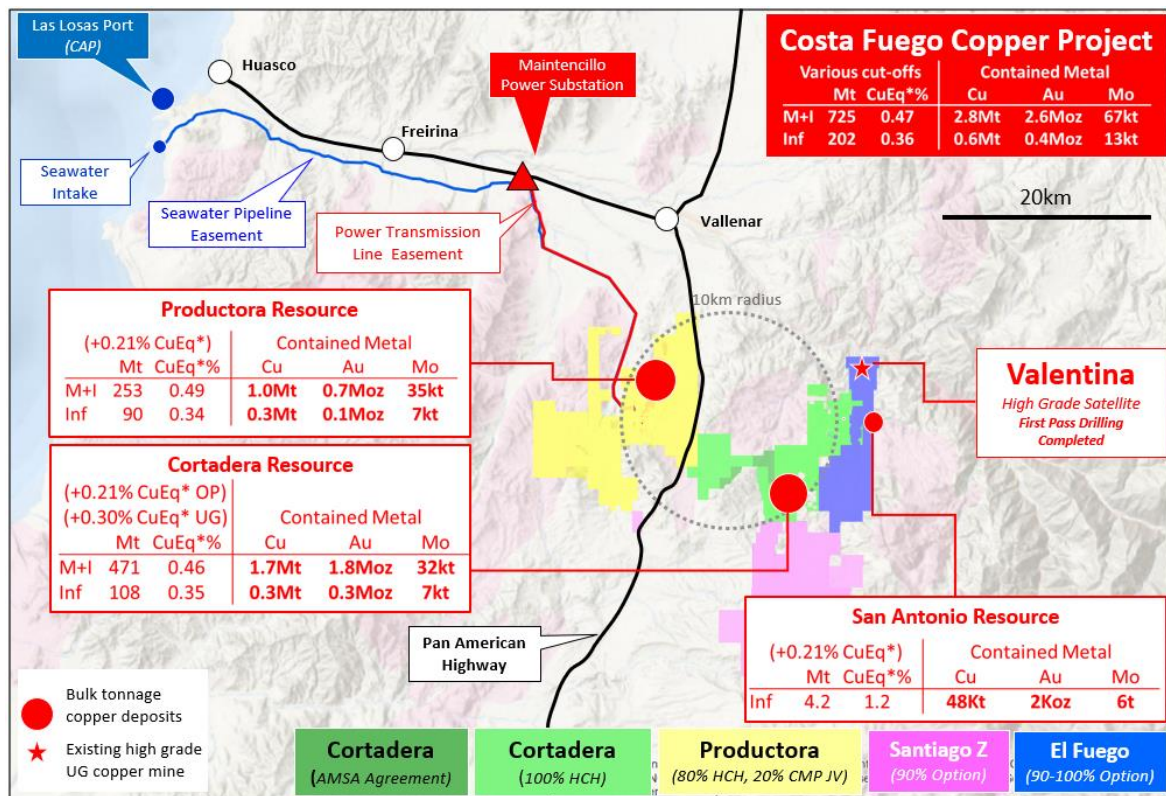 Las Losas Port
(CAP)
Huasco
Maintencillo
Power Substation
Costa Fuego Copper Project
Various cut-offs Contained Metal
Mt CuEq*% Cu Au Mo
M+I 725 0.47 2.8Mt 2.6Moz 67kt
Inf 202 0.36 0.6Mt 0.4Moz 13kt
Freirina
Seawater
Intake
Seawater Pipeline
Easement
Power Transmission
Line Easement
Vallenar
20km
10km radius
Productora Resource
(+0.21% CuEq*) Contained Metal
Mt CuEq*% Cu Au Mo
M+I 253 0.49 1.0Mt 0.7Moz 35kt
Inf 90 0.34 0.3Mt 0.1Moz 7kt
Valentina
High Grade Satellite
First Pass Drilling
Completed
Cortadera Resource
(+0.21% CuEq* OP)
(+0.30% CuEq* UG) Contained Metal
Mt CuEq*% Cu Au Mo
M+I 471 0.46 1.7Mt 1.8Moz 32kt
Inf 108 0.35 0.3Mt 0.3Moz 7kt
San Antonio Resource
(+0.21% CuEq*) Contained Metal
Mt CuEq*% Cu Au Mo
Inf 4.2 1.2 48Kt 2Koz 6t
Pan American
Highway
Bulk tonnage
copper deposits
Existing high grade
UG copper mine
Cortadera
(AMSA Agreement)
Cortadera
(100% HCH)
Productora
(80% HCH, 20% CMP JV)
Santiago Z
(90% Option)
El Fuego
(90-100% Option)